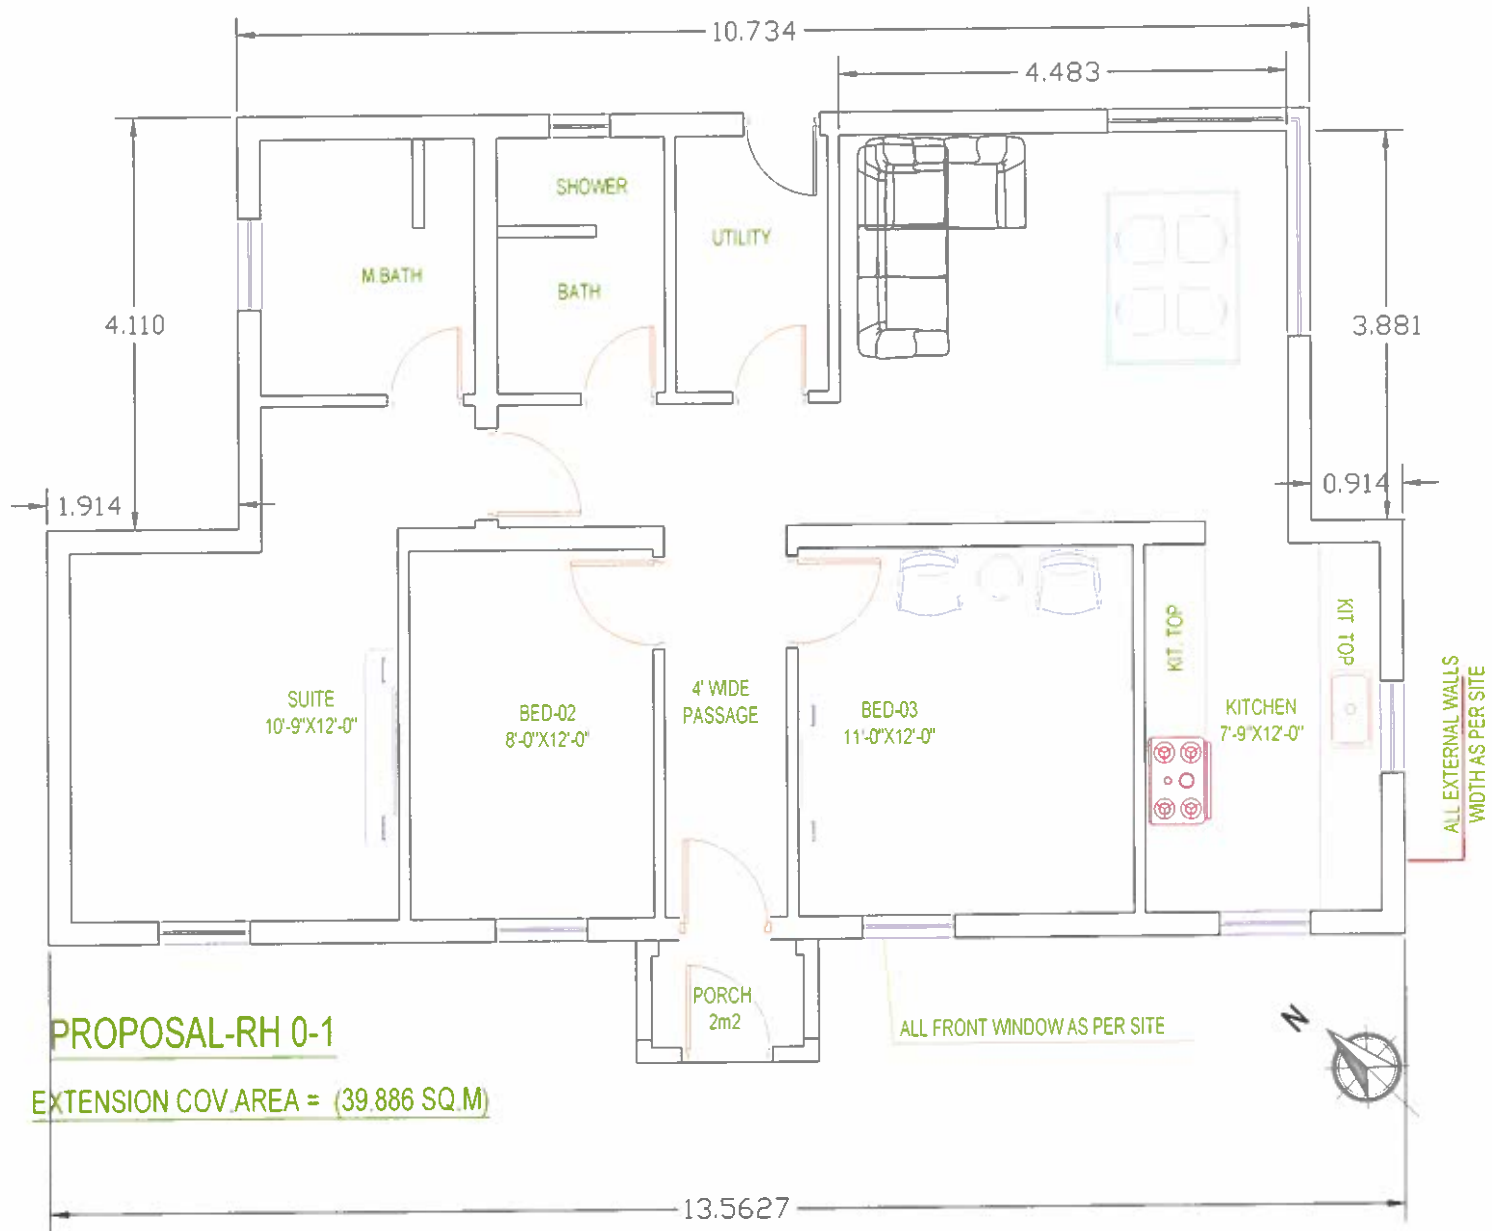 10.734
4.483
SHOWER
UTILITY
M.BATH
BATH
4.110
3.881
1.914
0.914
KIT. TOP
KIT TOP
SUITE
10'-9"X12'-0"
BED-02
8'-0"X12'-0"
4' WIDE
PASSAGE
BED-03
11'-0"X12'-0"
KITCHEN
7'-9"X12'-0"
ALL EXTERNAL WALLS
WIDTH AS PER SITE
PORCH
2m2
PROPOSAL-RH 0-1
ALL FRONT WINDOW AS PER SITE
N
EXTENSION COV.AREA = (39.886 SQ.M)
13.5627